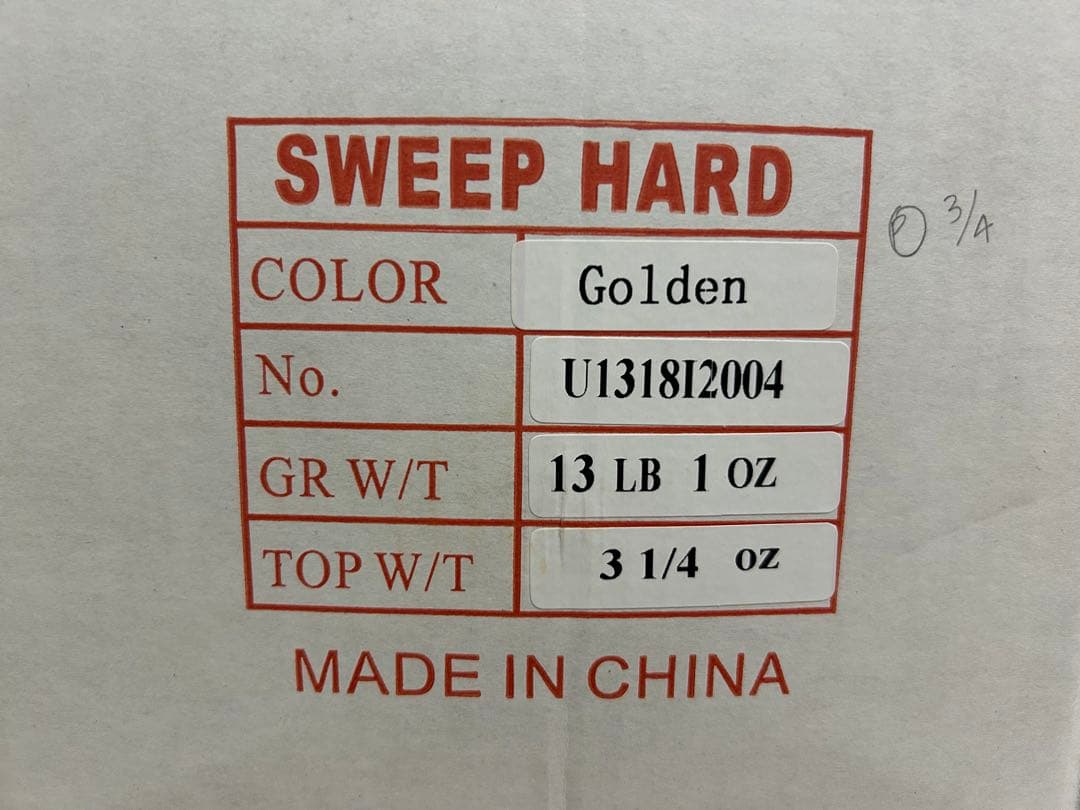 SWEEP HARD
COLOR Golden
No. U1318I2004
GR W/T 13 LB 1 OZ
TOP W/T 3 1/4 OZ
MADE IN CHINA
3/4